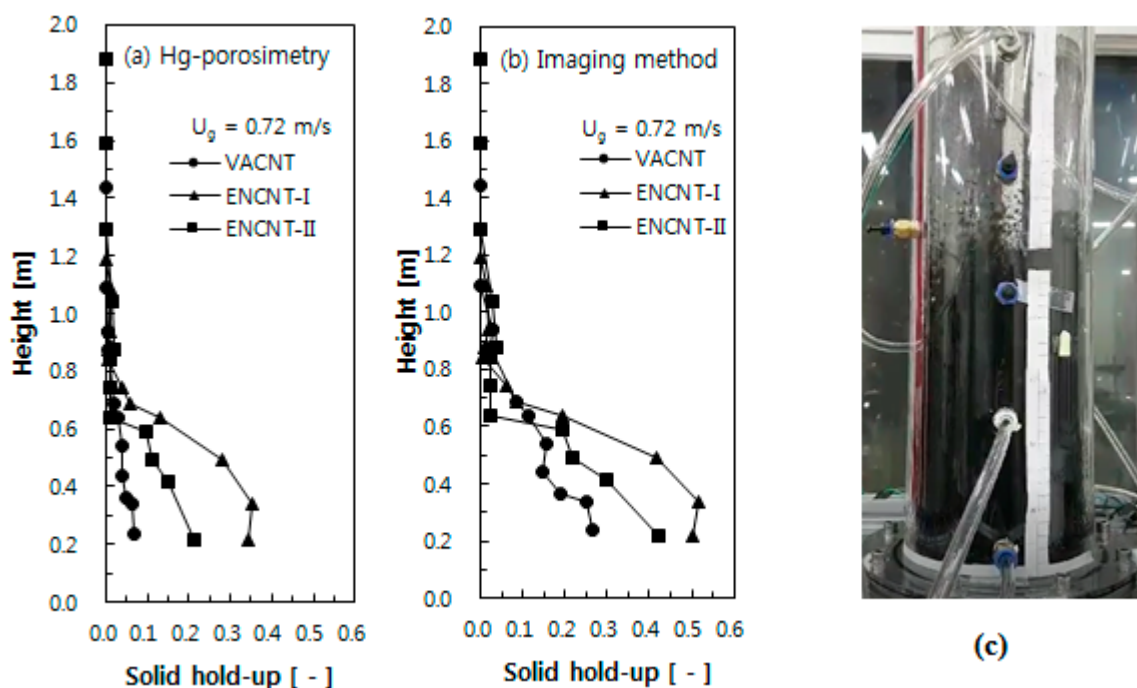 (a) Hg-porosimetry
U_g = 0.72 m/s
VACNT
ENCNT-I
ENCNT-II
Height [m]
2.0
1.8
1.6
1.4
1.2
1.0
0.8
0.6
0.4
0.2
0.0
0.0 0.1 0.2 0.3 0.4 0.5 0.6
Solid hold-up [ - ]
(b) Imaging method
U_g = 0.72 m/s
VACNT
ENCNT-I
ENCNT-II
Height [m]
2.0
1.8
1.6
1.4
1.2
1.0
0.8
0.6
0.4
0.2
0.0
0.0 0.1 0.2 0.3 0.4 0.5 0.6
Solid hold-up [ - ]
(c)